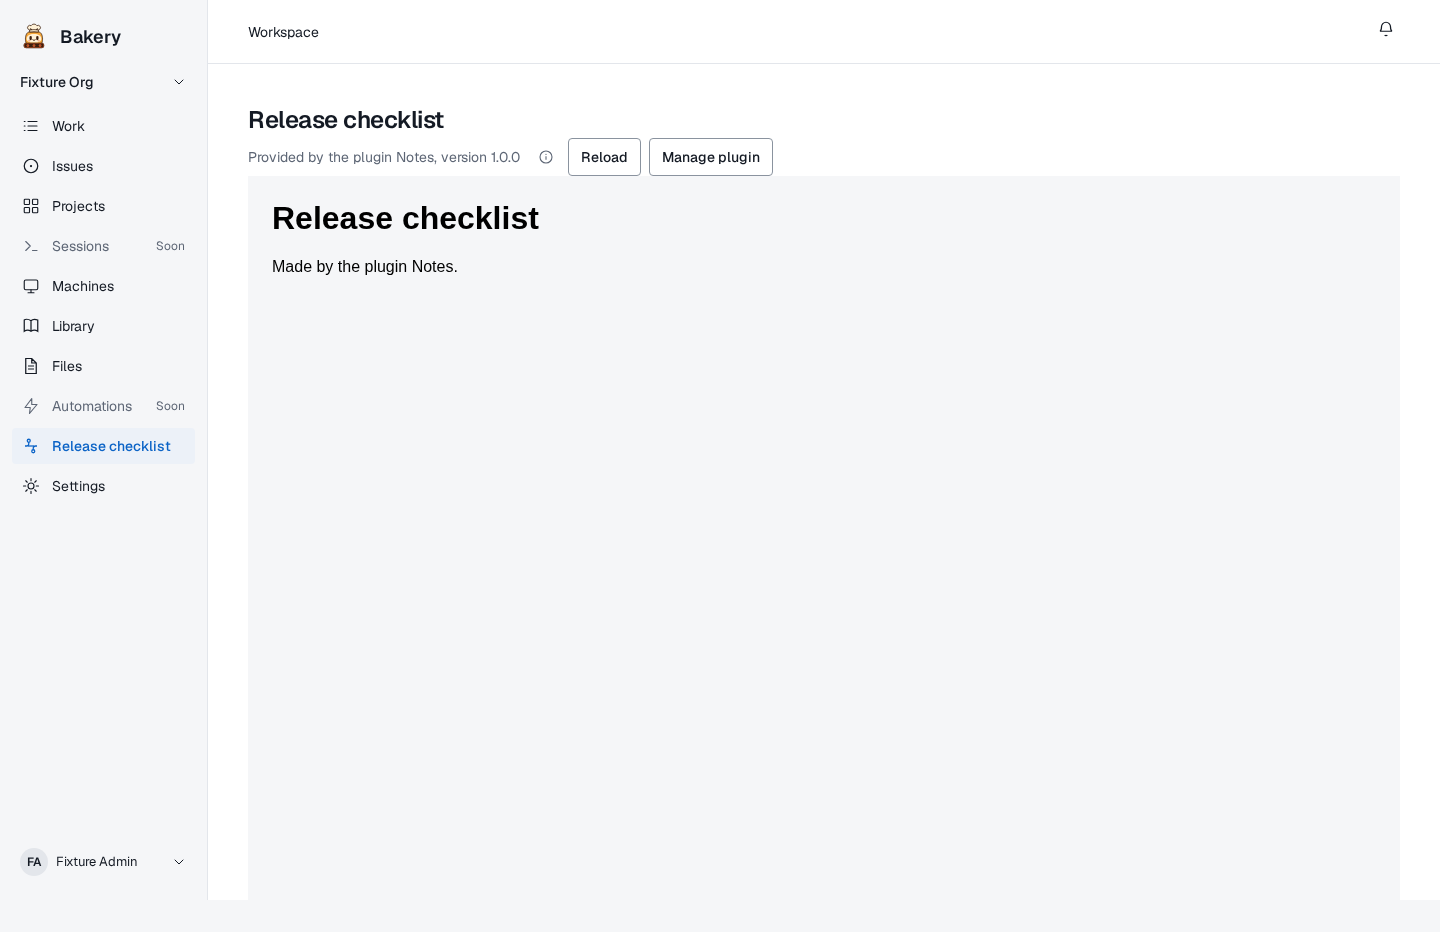 Bakery
Fixture Org
Work
Issues
Projects
Sessions Soon
Machines
Library
Files
Automations Soon
Release checklist
Settings
FA Fixture Admin
Workspace
Release checklist
Provided by the plugin Notes, version 1.0.0 Reload Manage plugin
Release checklist
Made by the plugin Notes.